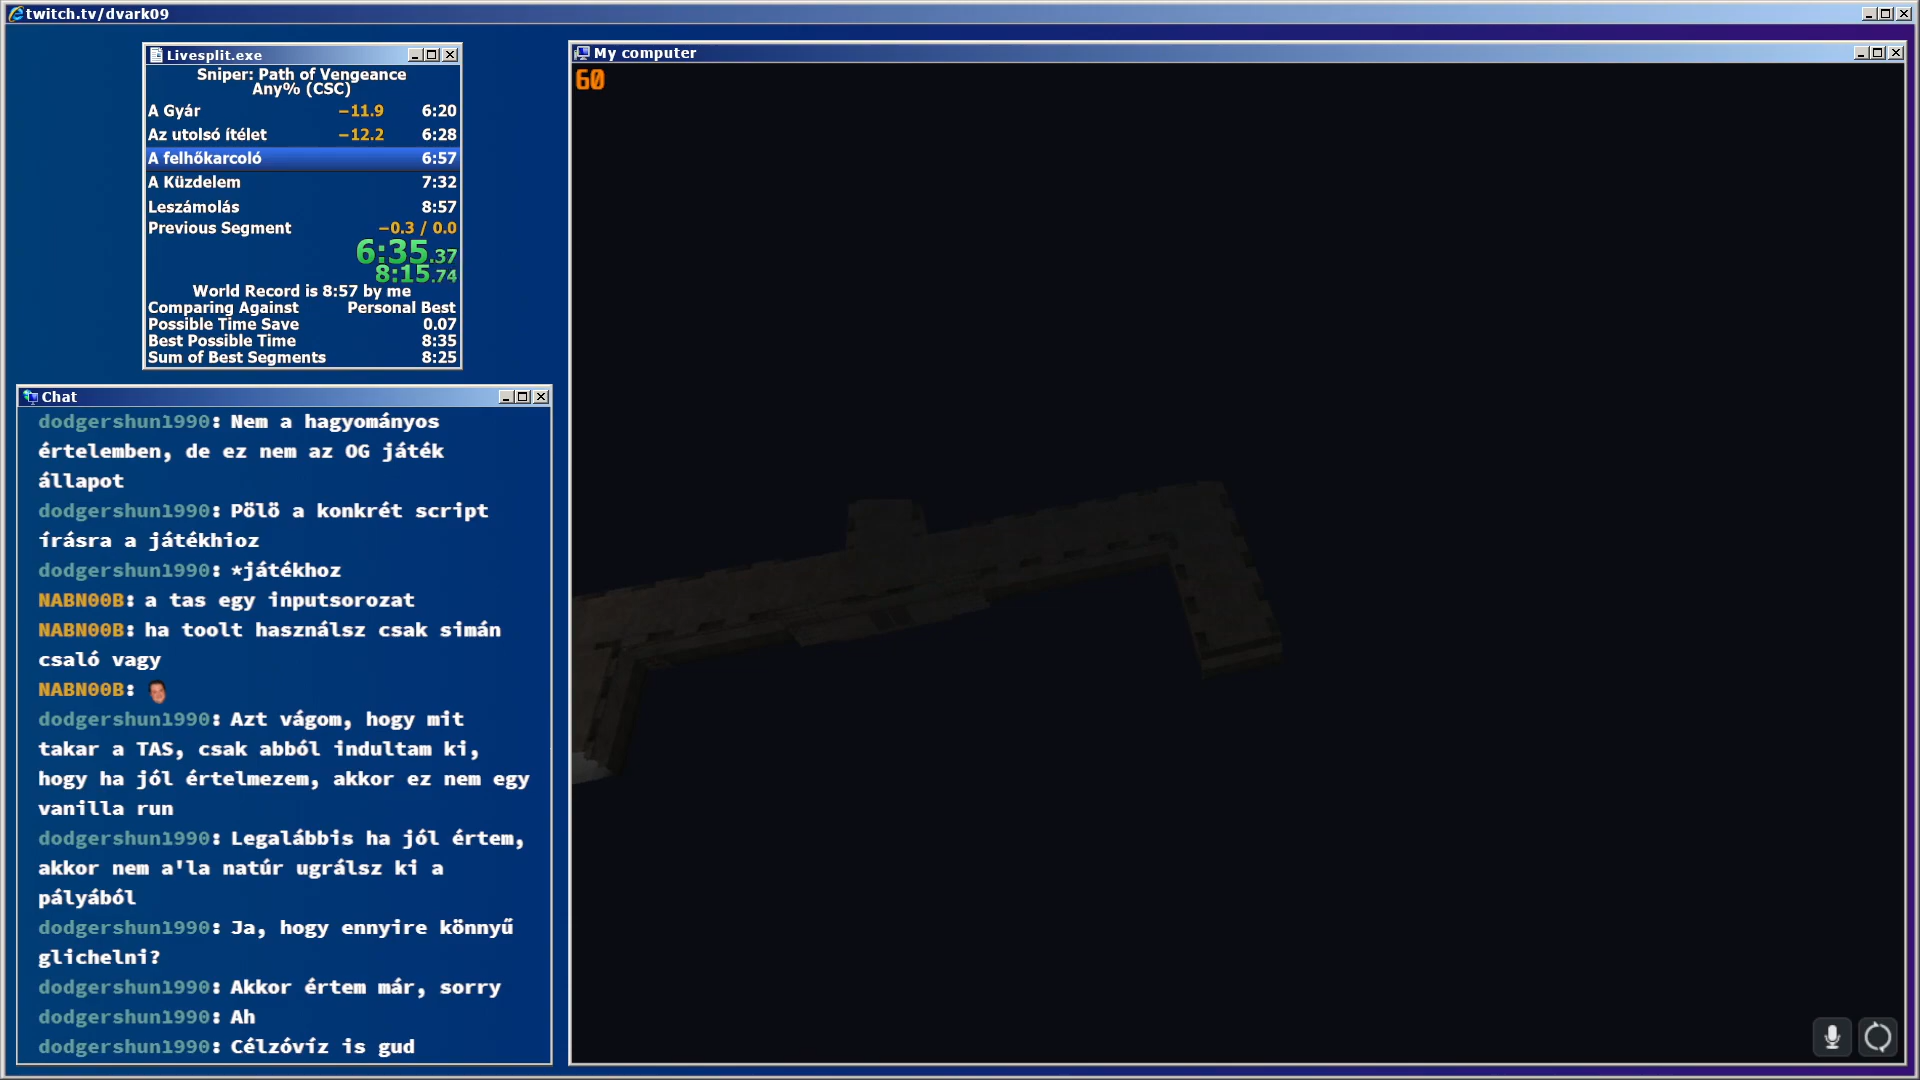 twitch.tv/dvark09
Livesplit.exe
Sniper: Path of Vengeance
Any% (CSC)
A Gyár −11.9 6:20
Az utolsó ítélet −12.2 6:28
A felhőkarcoló 6:57
A Küzdelem 7:32
Leszámolás 8:57
Previous Segment −0.3 / 0.0
6:35.37
8:15.74
World Record is 8:57 by me
Comparing Against Personal Best
Possible Time Save 0.07
Best Possible Time 8:35
Sum of Best Segments 8:25
Chat
dodgershun1990: Nem a hagyományos
értelemben, de ez nem az OG játék
állapot
dodgershun1990: Pölö a konkrét script
írásra a játékhioz
dodgershun1990: *játékhoz
NABN00B: a tas egy inputsorozat
NABN00B: ha toolt használsz csak simán
csaló vagy
NABN00B:
dodgershun1990: Azt vágom, hogy mit
takar a TAS, csak abból indultam ki,
hogy ha jól értelmezem, akkor ez nem egy
vanilla run
dodgershun1990: Legalábbis ha jól értem,
akkor nem a'la natúr ugrálsz ki a
pályából
dodgershun1990: Ja, hogy ennyire könnyű
glichelni?
dodgershun1990: Akkor értem már, sorry
dodgershun1990: Ah
dodgershun1990: Célzóvíz is gud
My computer
60